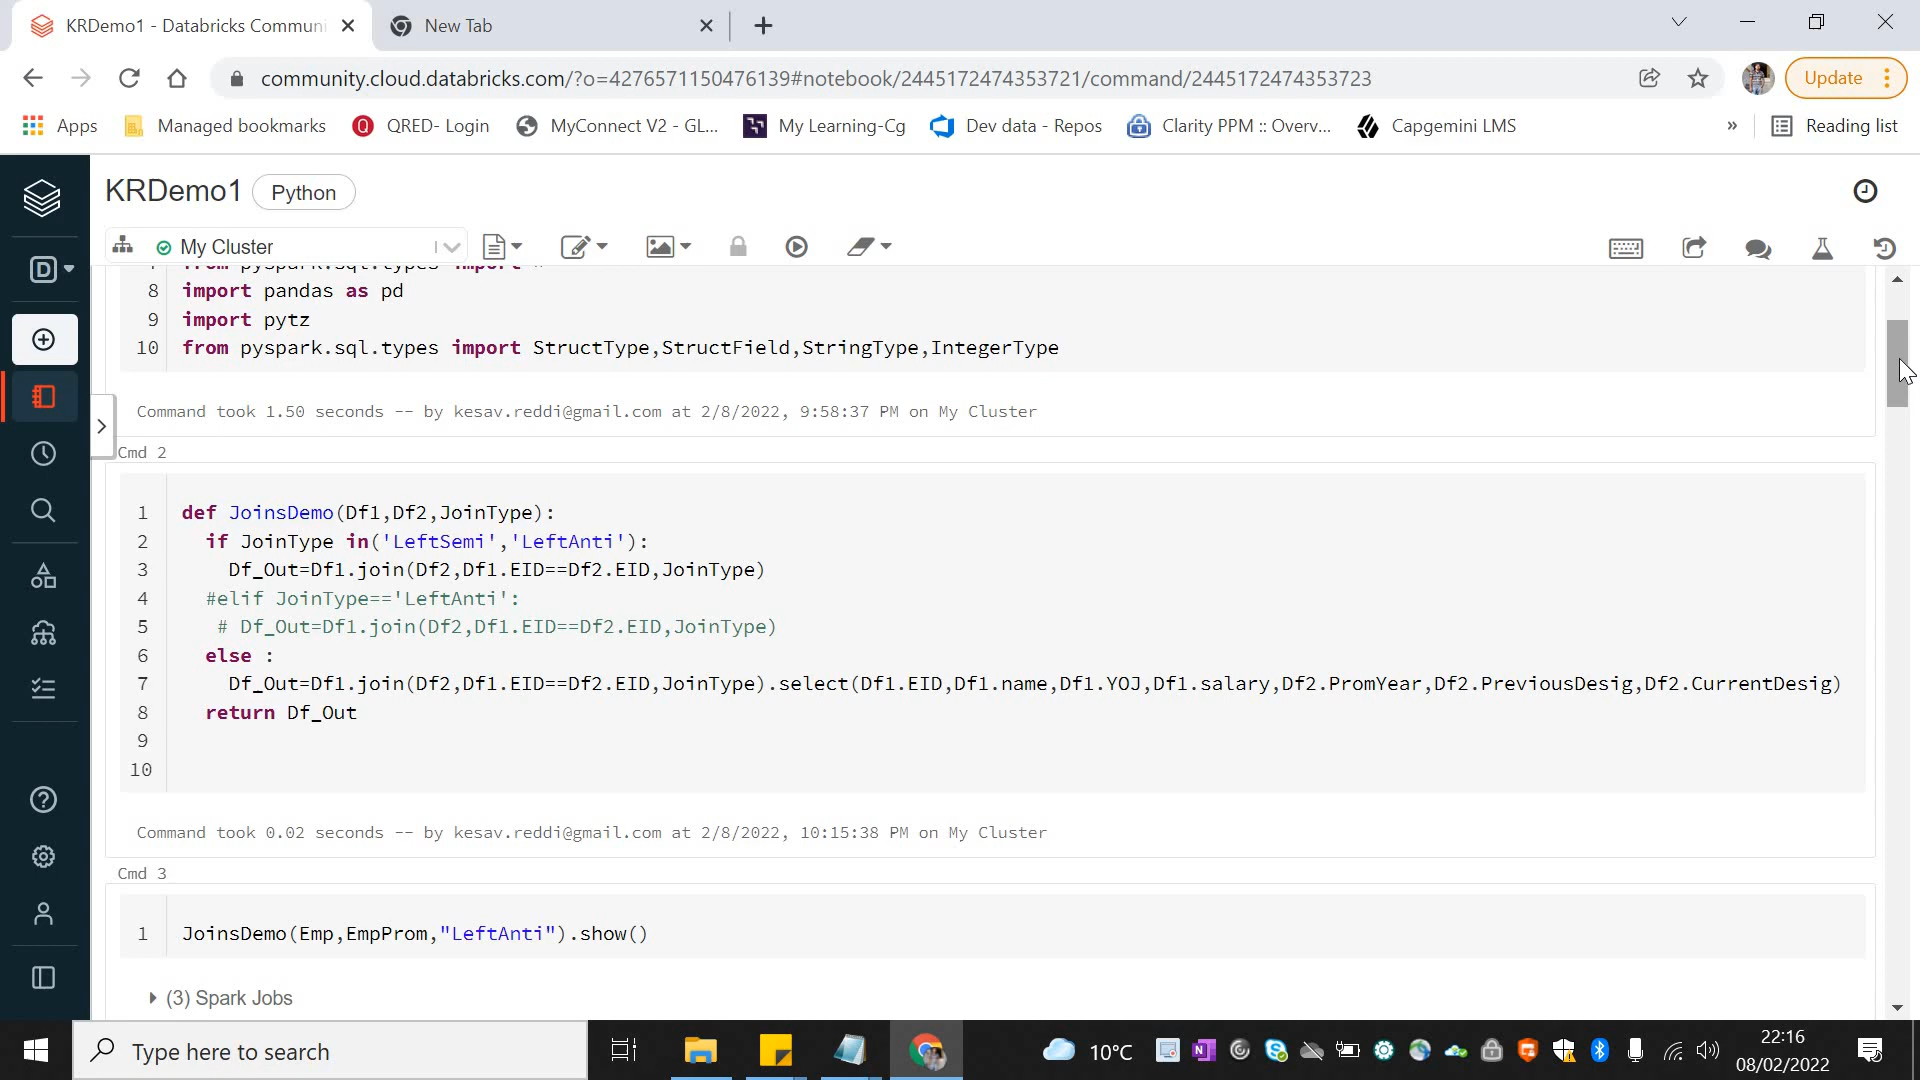 KRDemo1 - Databricks Communi
New Tab
community.cloud.databricks.com/?o=4276571150476139#notebook/2445172474353721/command/2445172474353723
Update
Apps
Managed bookmarks
QRED- Login
MyConnect V2 - GL...
My Learning-Cg
Dev data - Repos
Clarity PPM :: Overv...
Capgemini LMS
»
Reading list
KRDemo1
Python
My Cluster
D
7 from pyspark.sql.types import *
8 import pandas as pd
9 import pytz
10 from pyspark.sql.types import StructType,StructField,StringType,IntegerType
Command took 1.50 seconds -- by kesav.reddi@gmail.com at 2/8/2022, 9:58:37 PM on My Cluster
Cmd 2
1 def JoinsDemo(Df1,Df2,JoinType):
2 if JoinType in('LeftSemi','LeftAnti'):
3 Df_Out=Df1.join(Df2,Df1.EID==Df2.EID,JoinType)
4 #elif JoinType=='LeftAnti':
5 # Df_Out=Df1.join(Df2,Df1.EID==Df2.EID,JoinType)
6 else :
7 Df_Out=Df1.join(Df2,Df1.EID==Df2.EID,JoinType).select(Df1.EID,Df1.name,Df1.YOJ,Df1.salary,Df2.PromYear,Df2.PreviousDesig,Df2.CurrentDesig)
8 return Df_Out
9
10
Command took 0.02 seconds -- by kesav.reddi@gmail.com at 2/8/2022, 10:15:38 PM on My Cluster
Cmd 3
1 JoinsDemo(Emp,EmpProm,"LeftAnti").show()
(3) Spark Jobs
Type here to search
10°C
22:16
08/02/2022